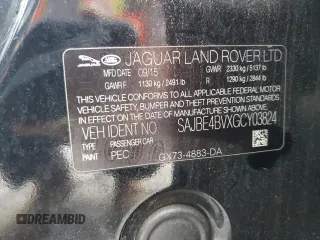 JAGUAR
LAND ROVER
JAGUAR LAND ROVER LTD
MFD DATE 09/15 GVWR 2330 kg / 5137 lb
GAWR F 1130 kg / 2491 lb R 1290 kg / 2844 lb
THIS VEHICLE CONFORMS TO ALL APPLICABLE FEDERAL MOTOR
VEHICLE SAFETY, BUMPER, AND THEFT PREVENTION STANDARDS
IN EFFECT ON THE DATE OF MANUFACTURE SHOWN ABOVE
VEH IDENT NO SAJBE4BVXGCY03824
TYPE PASSENGER CAR
PAINT PEC
GX73-4883-DA
DREAMBID